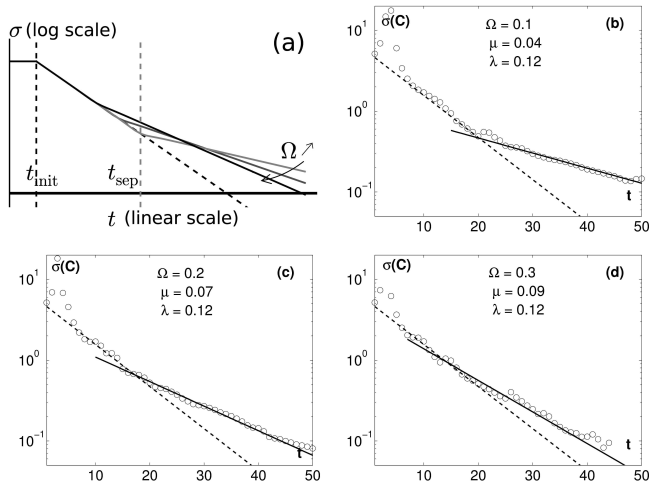 σ (log scale)
(a)
Ω
t_init
t_sep
t (linear scale)
σ(C)
(b)
Ω = 0.1
μ = 0.04
λ = 0.12
10^1
10^0
10^-1
t
10 20 30 40 50
σ(C)
(c)
Ω = 0.2
μ = 0.07
λ = 0.12
10^1
10^0
10^-1
t
10 20 30 40 50
σ(C)
(d)
Ω = 0.3
μ = 0.09
λ = 0.12
10^1
10^0
10^-1
t
10 20 30 40 50